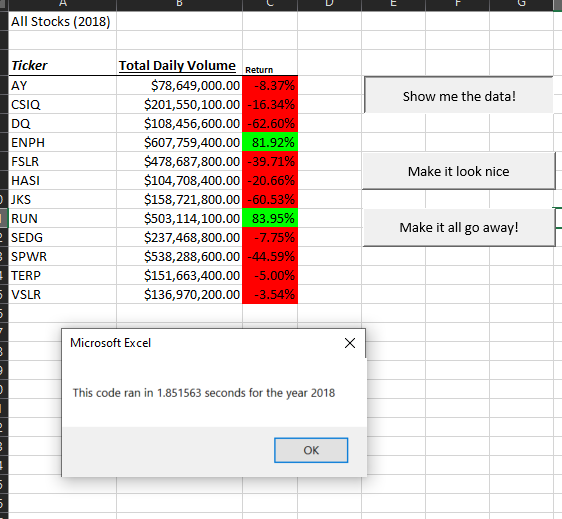 A B C D E F G
All Stocks (2018)
Ticker Total Daily Volume Return
AY $78,649,000.00 -8.37%
CSIQ $201,550,100.00 -16.34%
DQ $108,456,600.00 -62.60%
ENPH $607,759,400.00 81.92%
FSLR $478,687,800.00 -39.71%
HASI $104,708,400.00 -20.66%
JKS $158,721,800.00 -60.53%
RUN $503,114,100.00 83.95%
SEDG $237,468,800.00 -7.75%
SPWR $538,288,600.00 -44.59%
TERP $151,663,400.00 -5.00%
VSLR $136,970,200.00 -3.54%
Show me the data!
Make it look nice
Make it all go away!
Microsoft Excel
This code ran in 1.851563 seconds for the year 2018
OK